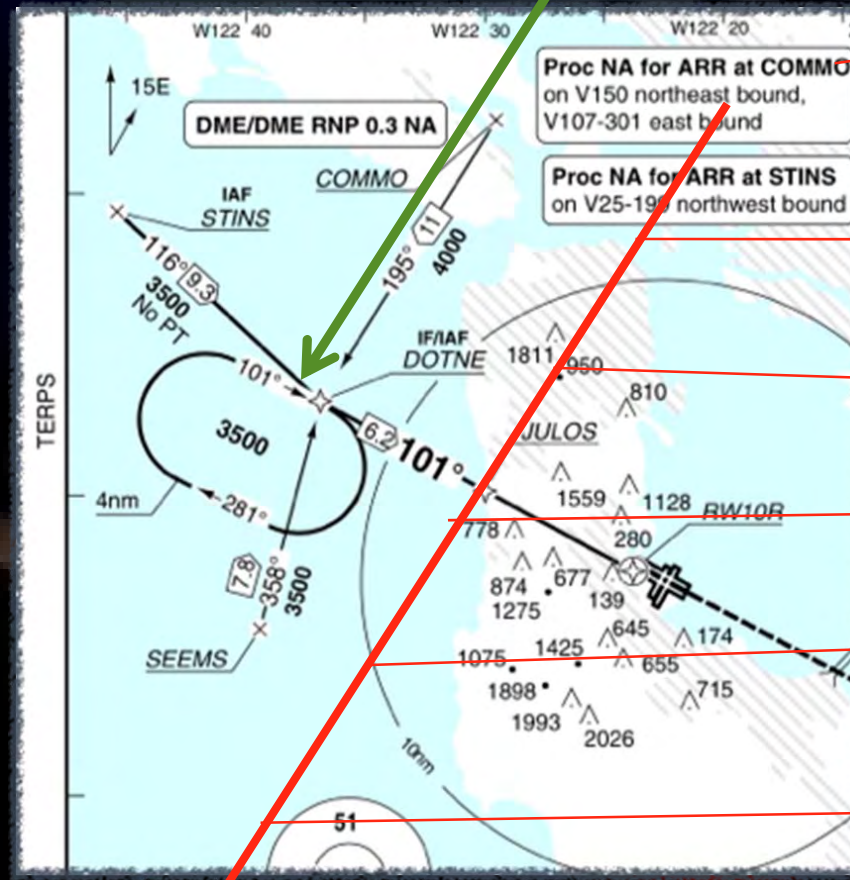 W122 40
W122 30
W122 20
15E
DME/DME RNP 0.3 NA
Proc NA for ARR at COMMO
on V150 northeast bound,
V107-301 east bound
Proc NA for ARR at STINS
on V25-199 northwest bound
COMMO
IAF
STINS
11
195°
4000
116°
9.3
3500
No PT
IF/IAF
DOTNE
TERPS
101°
3500
6.2
101°
4nm
281°
7.8
358°
3500
SEEMS
JULOS
1811
950
810
1559
1128
RW10R
778
280
874
677
139
1275
645
174
1075
1425
655
1898
715
1993
2026
10nm
51